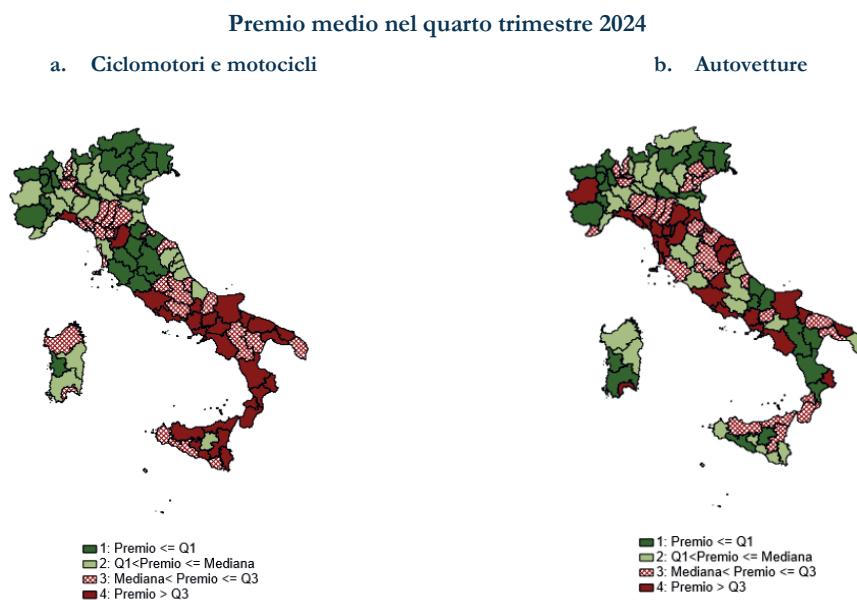 Premio medio nel quarto trimestre 2024
a. Ciclomotori e motocicli
b. Autovetture
1: Premio <= Q1
2: Q1<Premio <= Mediana
3: Mediana< Premio <= Q3
4: Premio > Q3
1: Premio <= Q1
2: Q1<Premio <= Mediana
3: Mediana< Premio <= Q3
4: Premio > Q3